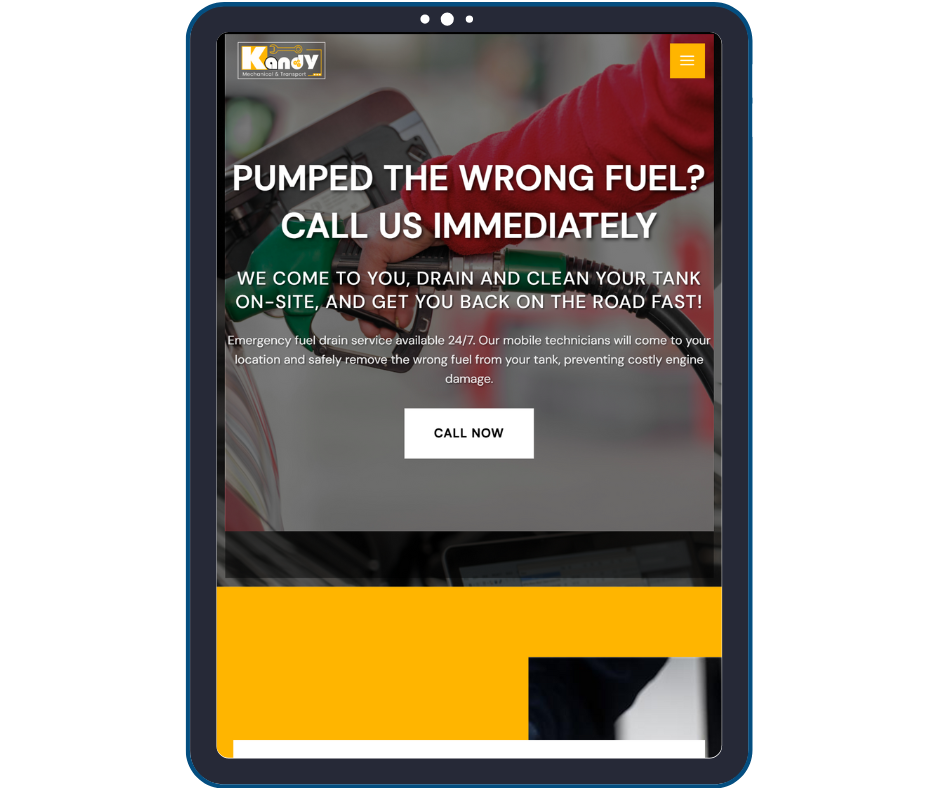 Kandy
Mechanical & Transport
PUMPED THE WRONG FUEL?
CALL US IMMEDIATELY
WE COME TO YOU, DRAIN AND CLEAN YOUR TANK
ON-SITE, AND GET YOU BACK ON THE ROAD FAST!
Emergency fuel drain service available 24/7. Our mobile technicians will come to your
location and safely remove the wrong fuel from your tank, preventing costly engine
damage.
CALL NOW